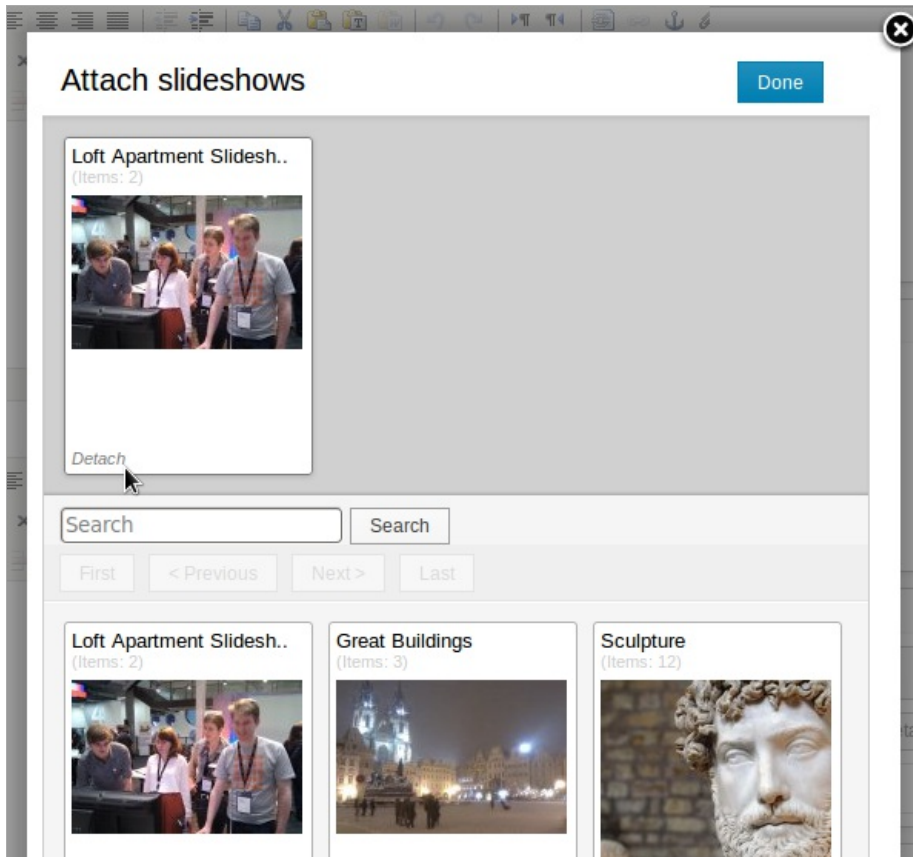 Attach slideshows
Done
Loft Apartment Slidesh..
(Items: 2)
Detach
Search
Search
First
< Previous
Next >
Last
Loft Apartment Slidesh..
(Items: 2)
Great Buildings
(Items: 3)
Sculpture
(Items: 12)